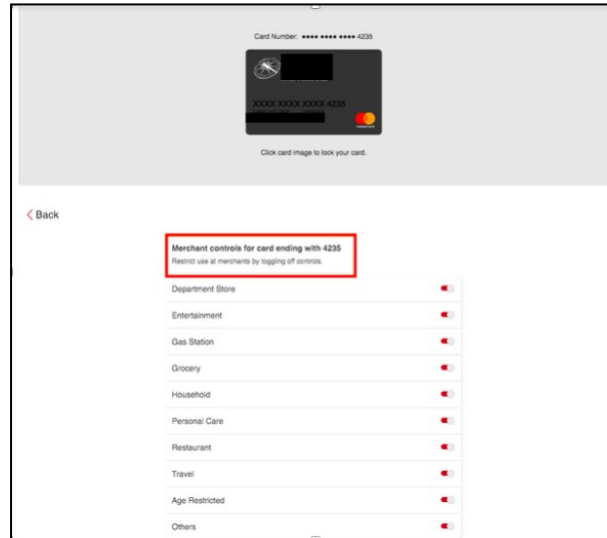 Card Number: •••• •••• •••• 4235
XXXX XXXX XXXX 4235
Click card image to lock your card.
< Back
Merchant controls for card ending with 4235
Restrict use at merchants by toggling off controls.
Department Store
Entertainment
Gas Station
Grocery
Household
Personal Care
Restaurant
Travel
Age Restricted
Others